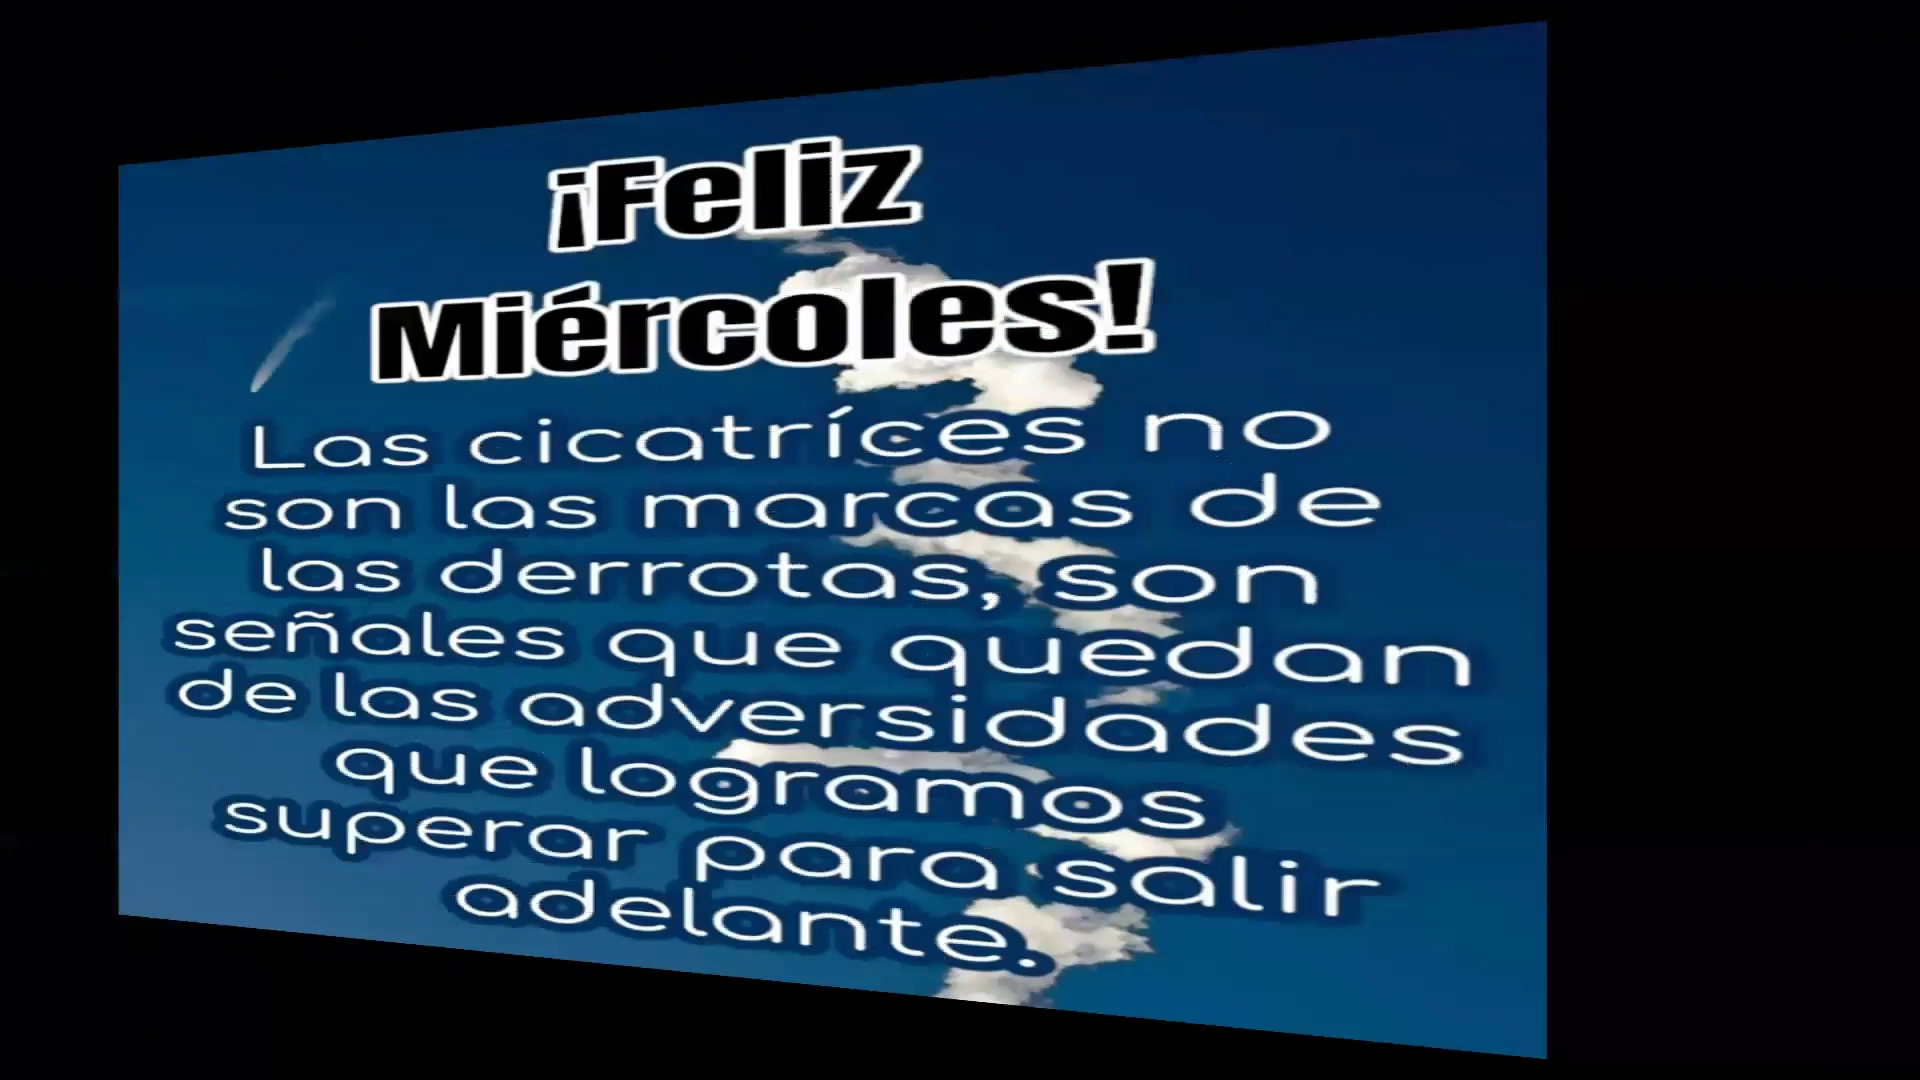 ¡Feliz
Miércoles!
Las cicatríces no
son las marcas de
las derrotas, son
señales que quedan
de las adversidades
que logramos
superar para salir
adelante.